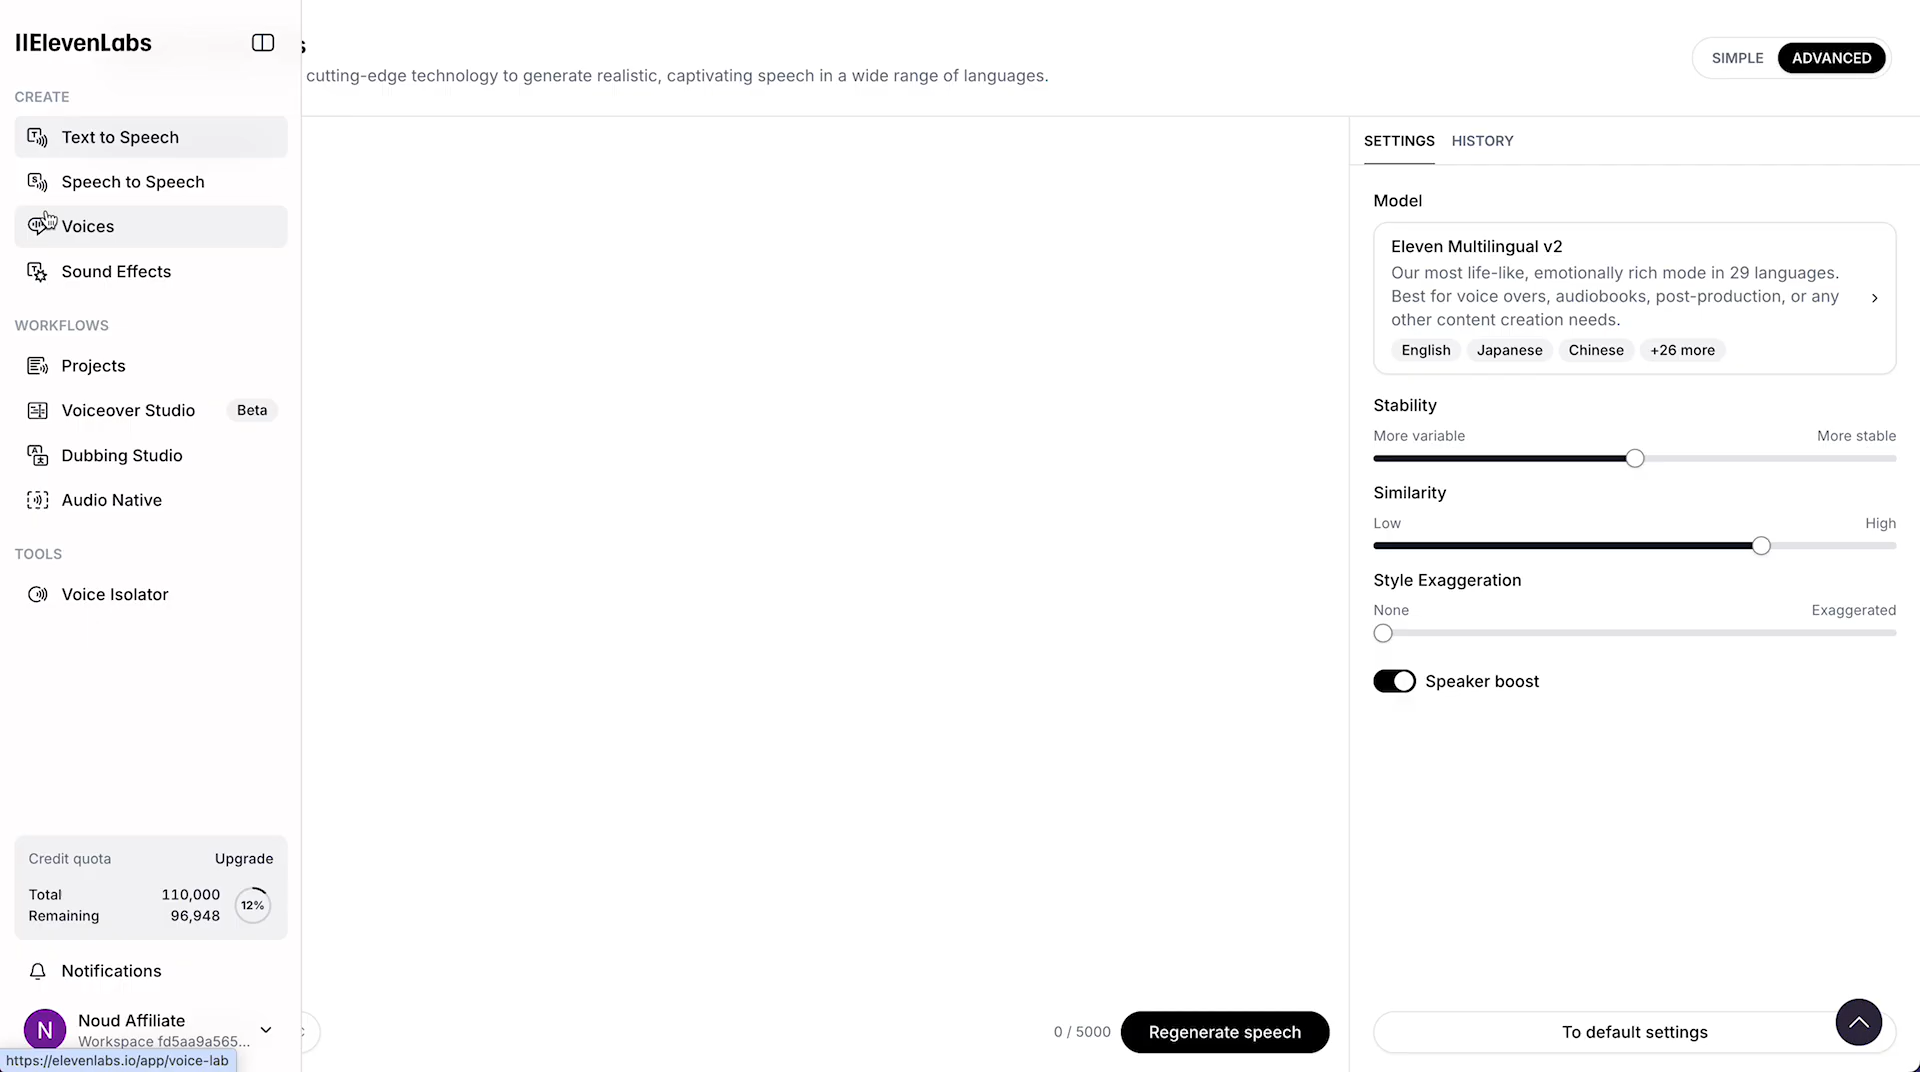 IIElevenLabs
CREATE
Text to Speech
Speech to Speech
Voices
Sound Effects
WORKFLOWS
Projects
Voiceover Studio Beta
Dubbing Studio
Audio Native
TOOLS
Voice Isolator
Credit quota Upgrade
Total 110,000
Remaining 96,948
12%
Notifications
N
Noud Affiliate
Workspace fd5aa9a565...
https://elevenlabs.io/app/voice-lab
s
cutting-edge technology to generate realistic, captivating speech in a wide range of languages.
SIMPLE ADVANCED
0 / 5000 Regenerate speech
SETTINGS HISTORY
Model
Eleven Multilingual v2
Our most life-like, emotionally rich mode in 29 languages.
Best for voice overs, audiobooks, post-production, or any
other content creation needs.
English Japanese Chinese +26 more
Stability
More variable More stable
Similarity
Low High
Style Exaggeration
None Exaggerated
Speaker boost
To default settings